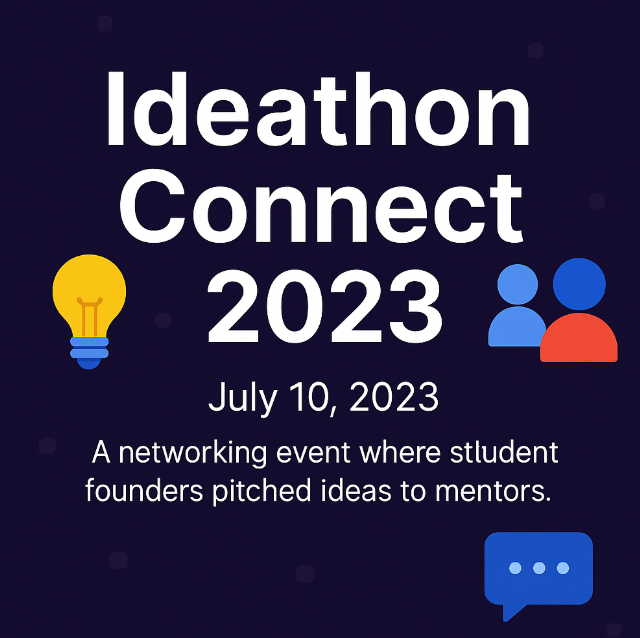 Ideathon
Connect
2023
July 10, 2023
A networking event where stludent
founders pitched ideas to mentors.